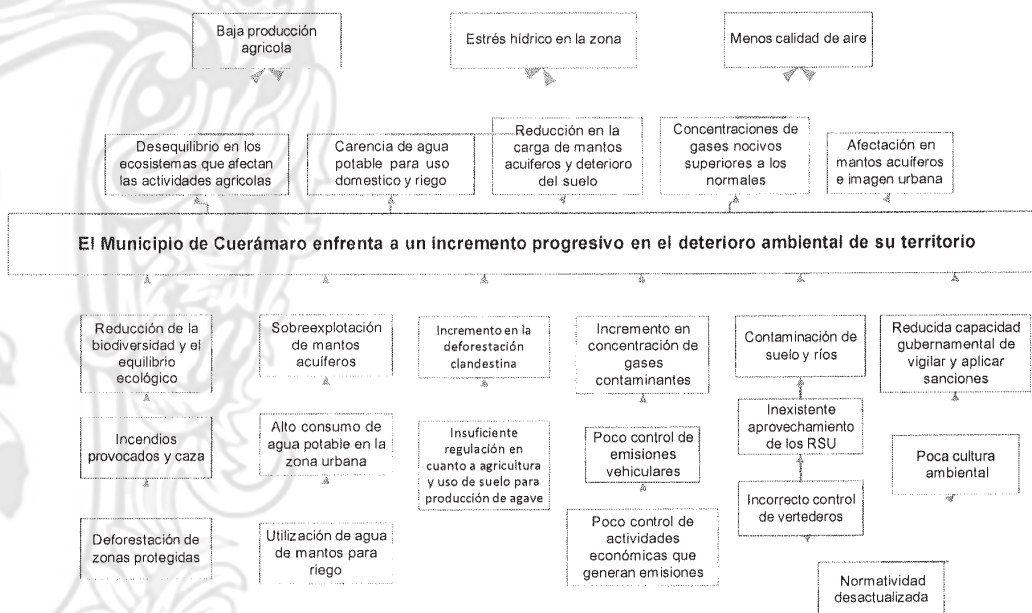 Baja producción
agricola
Estrés hídrico en la zona
Menos calidad de aire
Desequilibrio en los
ecosistemas que afectan
las actividades agricolas
Carencia de agua
potable para uso
domestico y riego
Reducción en la
carga de mantos
acuiferos y deterioro
del suelo
Concentraciones de
gases nocivos
superiores a los
normales
Afectación en
mantos acuíferos
e imagen urbana
El Municipio de Cuerámaro enfrenta a un incremento progresivo en el deterioro ambiental de su territorio
Reducción de la
biodiversidad y el
equilibrio
ecológico
Sobreexplotación
de mantos
acuíferos
Incremento en la
deforestación
clandestina
Incremento en
concentración de
gases
contaminantes
Contaminación de
suelo y ríos
Reducida capacidad
gubernamental de
vigilar y aplicar
sanciones
Incendios
provocados y caza
Alto consumo de
agua potable en la
zona urbana
Insuficiente
regulación en
cuanto a agricultura
y uso de suelo para
producción de agave
Poco control de
emisiones
vehiculares
Inexistente
aprovechamiento
de los RSU
Poca cultura
ambiental
Deforestación de
zonas protegidas
Utilización de agua
de mantos para
riego
Poco control de
actividades
económicas que
generan emisiones
Incorrecto control
de vertederos
Normatividad
desactualizada